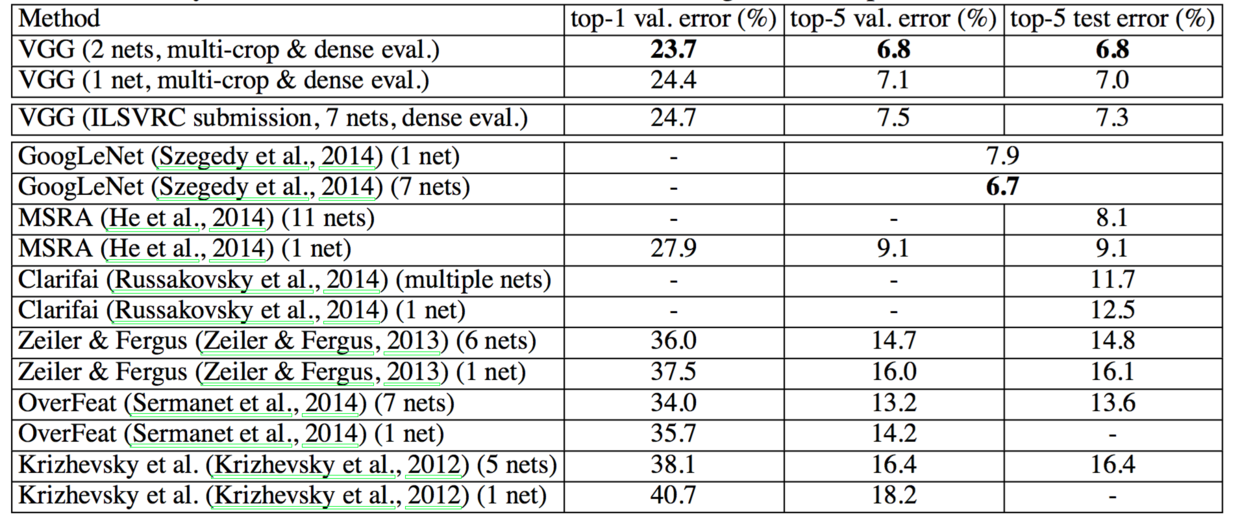 Method top-1 val. error (%) top-5 val. error (%) top-5 test error (%)
VGG (2 nets, multi-crop & dense eval.) 23.7 6.8 6.8
VGG (1 net, multi-crop & dense eval.) 24.4 7.1 7.0
VGG (ILSVRC submission, 7 nets, dense eval.) 24.7 7.5 7.3
GoogLeNet (Szegedy et al., 2014) (1 net) - 7.9
GoogLeNet (Szegedy et al., 2014) (7 nets) - 6.7
MSRA (He et al., 2014) (11 nets) - - 8.1
MSRA (He et al., 2014) (1 net) 27.9 9.1 9.1
Clarifai (Russakovsky et al., 2014) (multiple nets) - - 11.7
Clarifai (Russakovsky et al., 2014) (1 net) - - 12.5
Zeiler & Fergus (Zeiler & Fergus, 2013) (6 nets) 36.0 14.7 14.8
Zeiler & Fergus (Zeiler & Fergus, 2013) (1 net) 37.5 16.0 16.1
OverFeat (Sermanet et al., 2014) (7 nets) 34.0 13.2 13.6
OverFeat (Sermanet et al., 2014) (1 net) 35.7 14.2 -
Krizhevsky et al. (Krizhevsky et al., 2012) (5 nets) 38.1 16.4 16.4
Krizhevsky et al. (Krizhevsky et al., 2012) (1 net) 40.7 18.2 -